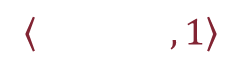 ⟨ , 1⟩